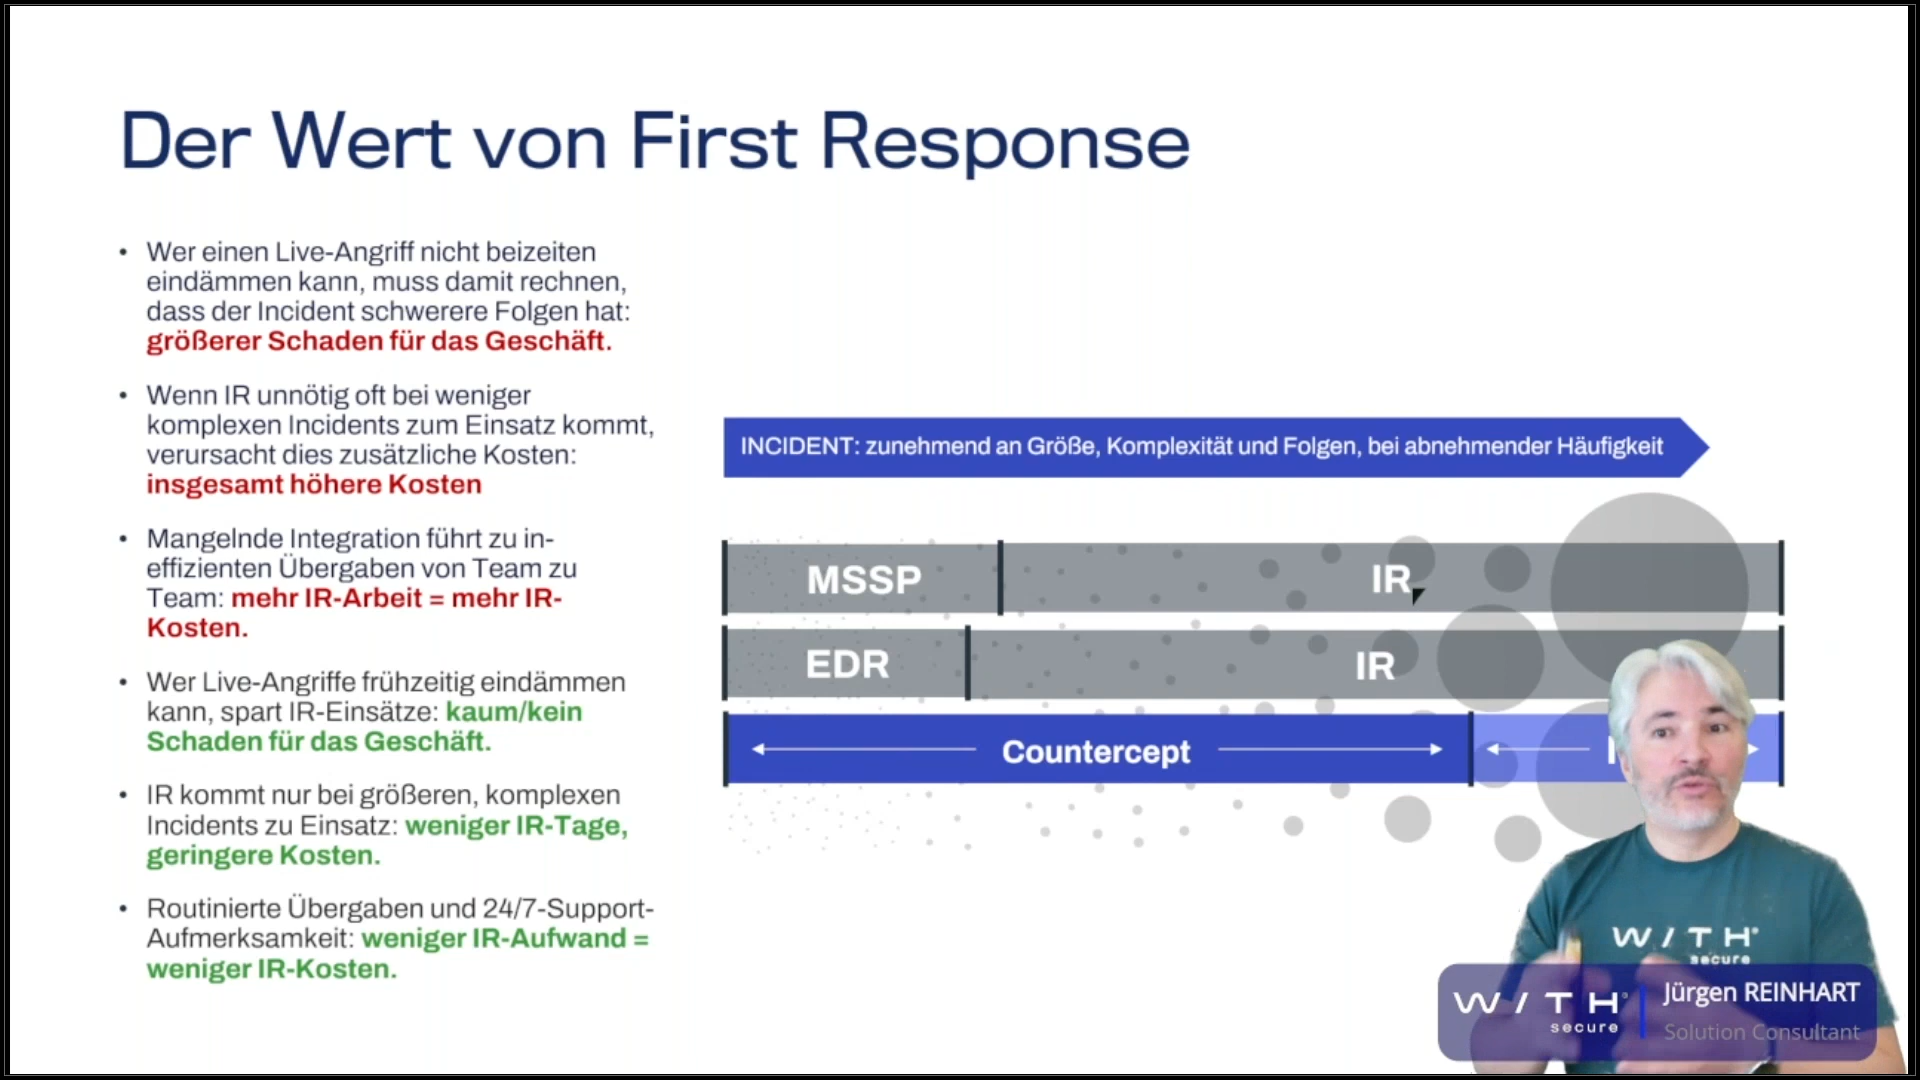 Der Wert von First Response
• Wer einen Live-Angriff nicht beizeiten
eindämmen kann, muss damit rechnen,
dass der Incident schwerere Folgen hat:
größerer Schaden für das Geschäft.
• Wenn IR unnötig oft bei weniger
komplexen Incidents zum Einsatz kommt,
verursacht dies zusätzliche Kosten:
insgesamt höhere Kosten
• Mangelnde Integration führt zu in-
effizienten Übergaben von Team zu
Team: mehr IR-Arbeit = mehr IR-
Kosten.
• Wer Live-Angriffe frühzeitig eindämmen
kann, spart IR-Einsätze: kaum/kein
Schaden für das Geschäft.
• IR kommt nur bei größeren, komplexen
Incidents zu Einsatz: weniger IR-Tage,
geringere Kosten.
• Routinierte Übergaben und 24/7-Support-
Aufmerksamkeit: weniger IR-Aufwand =
weniger IR-Kosten.
INCIDENT: zunehmend an Größe, Komplexität und Folgen, bei abnehmender Häufigkeit
MSSP IR
EDR IR
Countercept
W/TH
secure
W/TH
secure
Jürgen REINHART
Solution Consultant